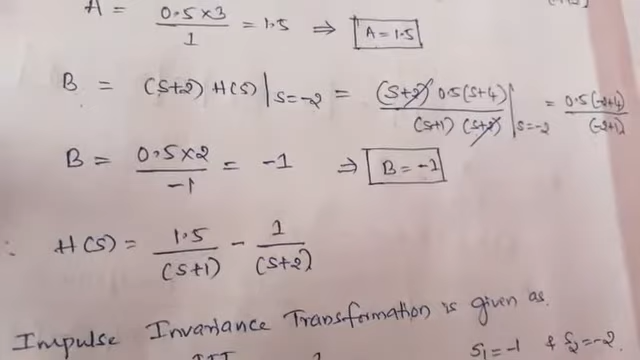 A = 0.5×3/1 = 1.5 ⇒ A = 1.5
B = (S+2) H(S)|S=-2 = (S+2) 0.5(S+4)/(S+1) (S+2)|S=-2 = 0.5(-2+4)/(-2+1)
B = 0.5×2/-1 = -1 ⇒ B = -1
∴ H(S) = 1.5/(S+1) - 1/(S+2)
Impulse Invariance Transformation is given as.
S1 = -1 & S2 = -2.